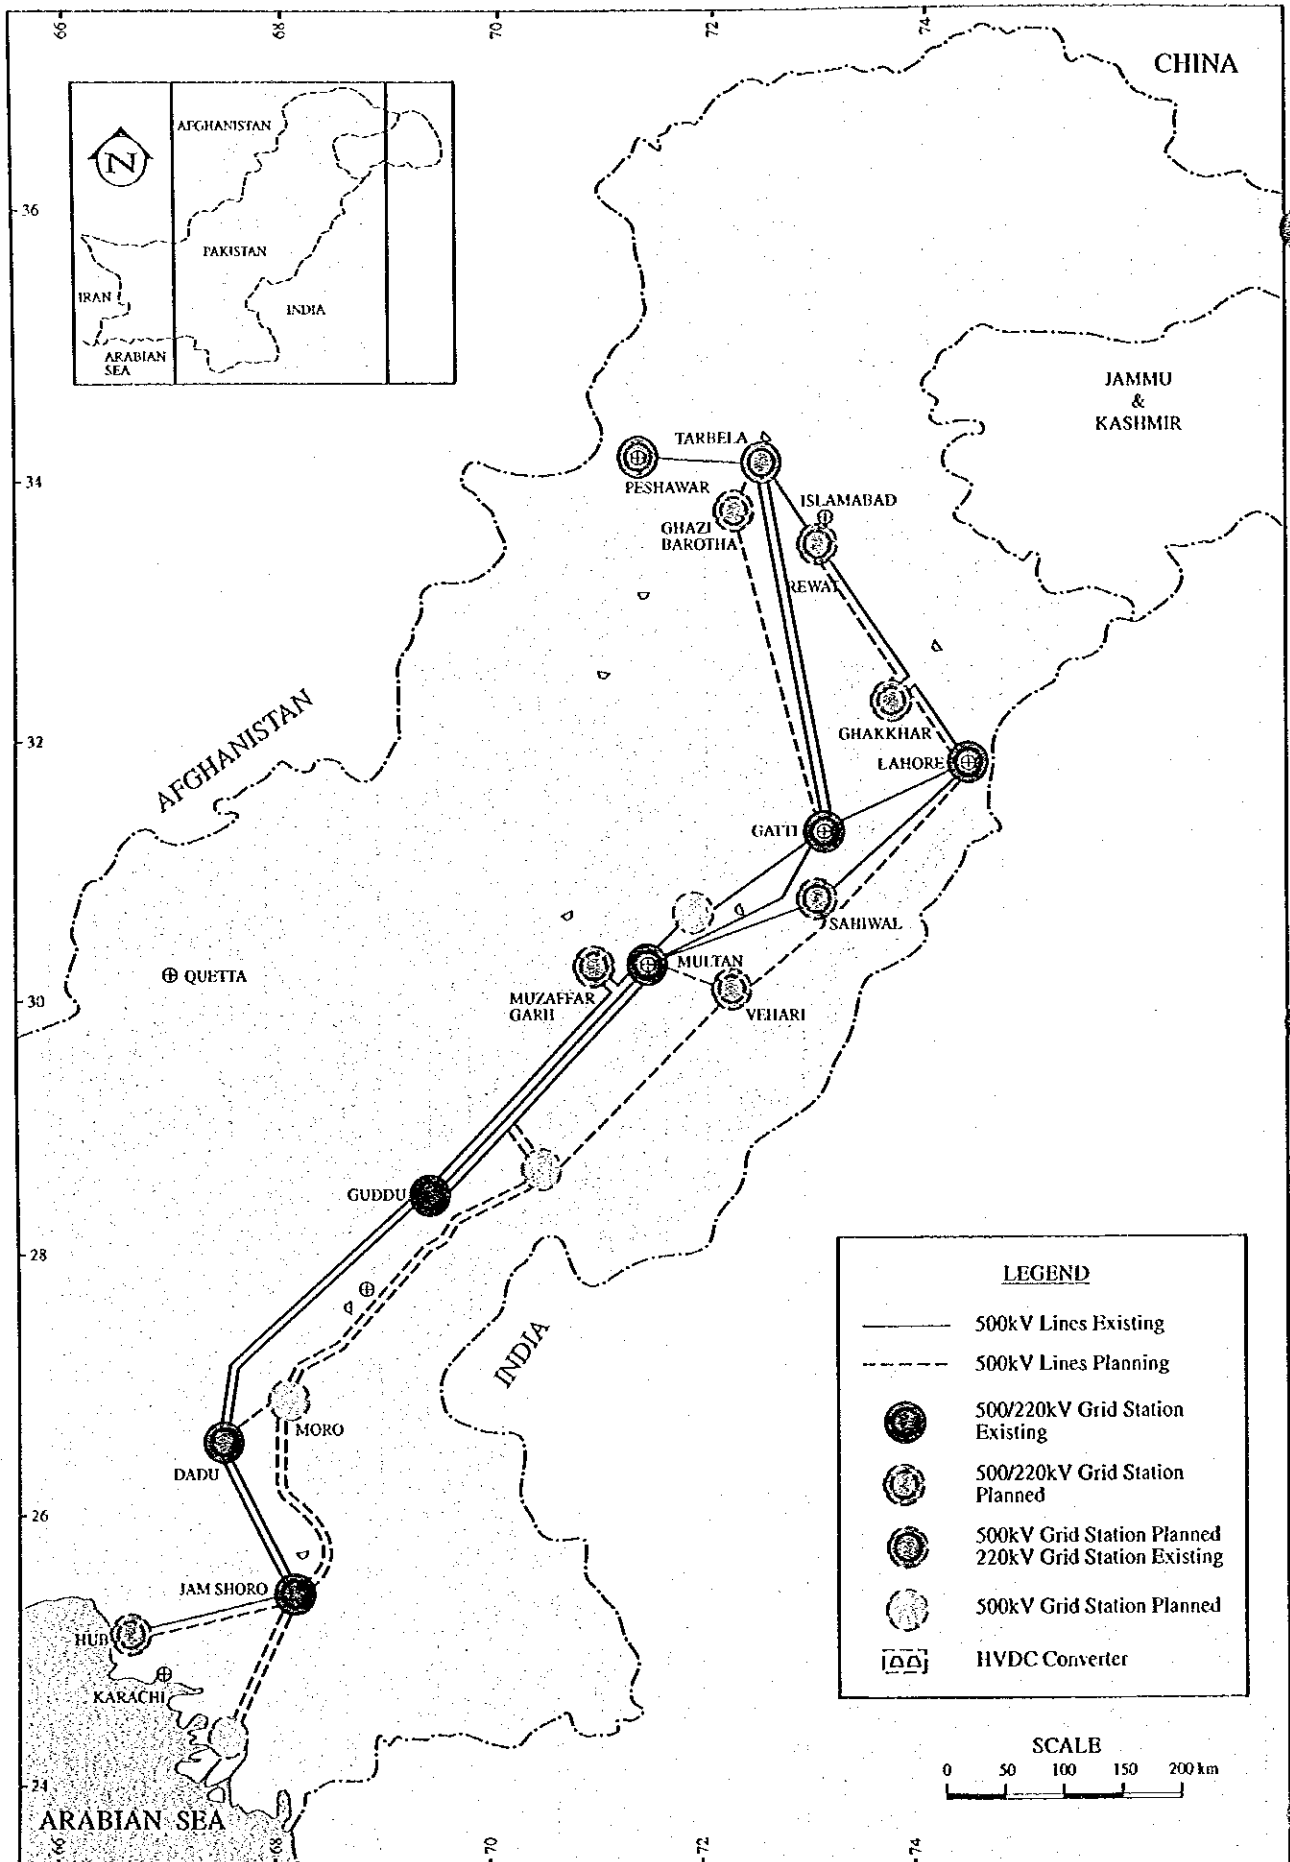 66
68
70
72
74
CHINA
N
AFGHANISTAN
PAKISTAN
IRAN
INDIA
ARABIAN
SEA
36
JAMMU
&
KASHMIR
TARBELA
PESHAWAR
34
ISLAMABAD
GHAZI
BAROTHA
REWAT
GHAKKHAR
LAHORE
32
AFGHANISTAN
GATTI
SAHIWAL
MULTAN
QUETTA
MUZAFFAR
GARH
VEHARI
30
GUDDU
28
INDIA
MORO
DADU
26
JAM SHORO
HUB
KARACHI
24
ARABIAN SEA
LEGEND
500kV Lines Existing
500kV Lines Planning
500/220kV Grid Station
Existing
500/220kV Grid Station
Planned
500kV Grid Station Planned
220kV Grid Station Existing
500kV Grid Station Planned
HVDC Converter
SCALE
0 50 100 150 200 km
66
68
70
72
74